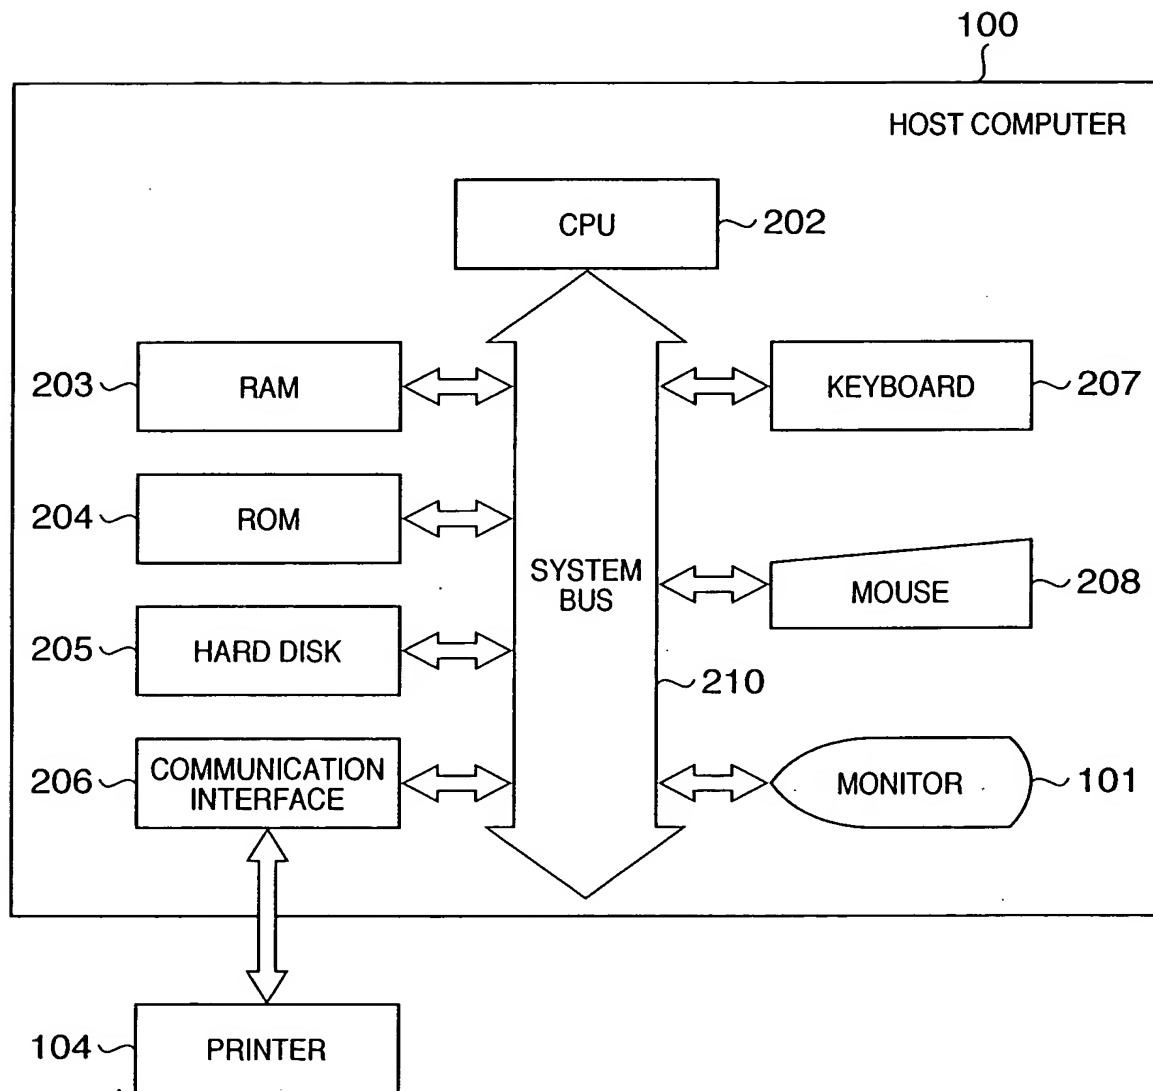 100
HOST COMPUTER
CPU
202
203
RAM
KEYBOARD
207
204
ROM
SYSTEM
BUS
MOUSE
208
205
HARD DISK
210
206
COMMUNICATION
INTERFACE
MONITOR
101
104
PRINTER